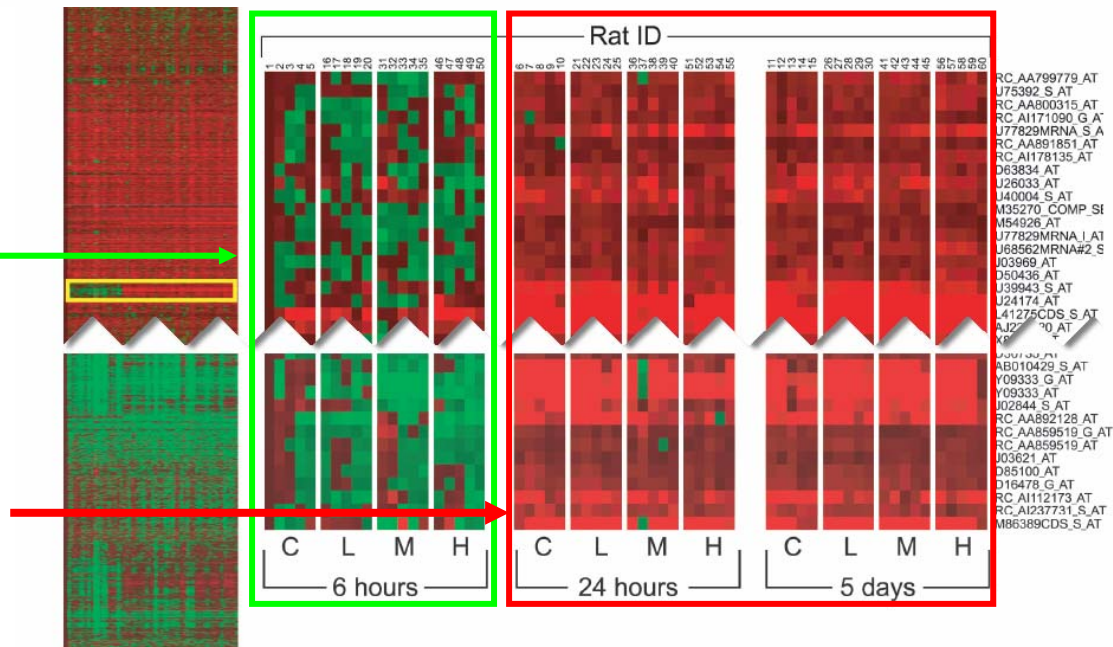 Rat ID
1 2 3 4 5 16 17 18 19 20 31 32 33 34 35 46 47 48 49 50 6 7 8 9 10 21 22 23 24 25 36 37 38 39 40 51 52 53 54 55 11 12 13 14 15 26 27 28 29 30 41 42 43 44 45 56 57 58 59 60
RC_AA799779_AT
U75392_S_AT
RC_AA800315_AT
RC_AI171090_G_AT
U77829MRNA_S_A
RC_AA891851_AT
RC_AI178135_AT
D63834_AT
U26033_AT
U40004_S_AT
M35270_COMP_SE
M54926_AT
U77829MRNA_I_AT
U68562MRNA#2_S
J03969_AT
D50436_AT
U39943_S_AT
U24174_AT
L41275CDS_S_AT
AB010429_S_AT
Y09333_G_AT
Y09333_AT
J02844_S_AT
RC_AA892128_AT
RC_AA859519_G_AT
RC_AA859519_AT
J03621_AT
D85100_AT
D16478_G_AT
RC_AI112173_AT
RC_AI237731_S_AT
M86389CDS_S_AT
C L M H C L M H C L M H
6 hours 24 hours 5 days